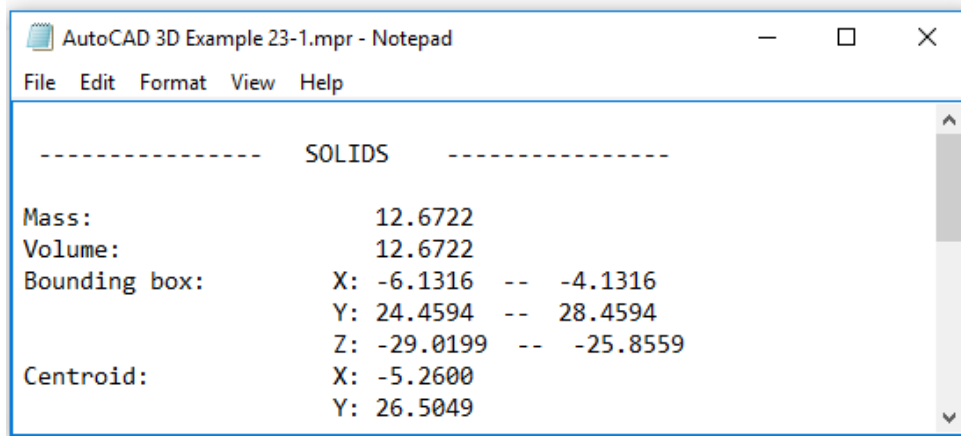 AutoCAD 3D Example 23-1.mpr - Notepad
File Edit Format View Help
---------------- SOLIDS ----------------
Mass: 12.6722
Volume: 12.6722
Bounding box: X: -6.1316 -- -4.1316
Y: 24.4594 -- 28.4594
Z: -29.0199 -- -25.8559
Centroid: X: -5.2600
Y: 26.5049